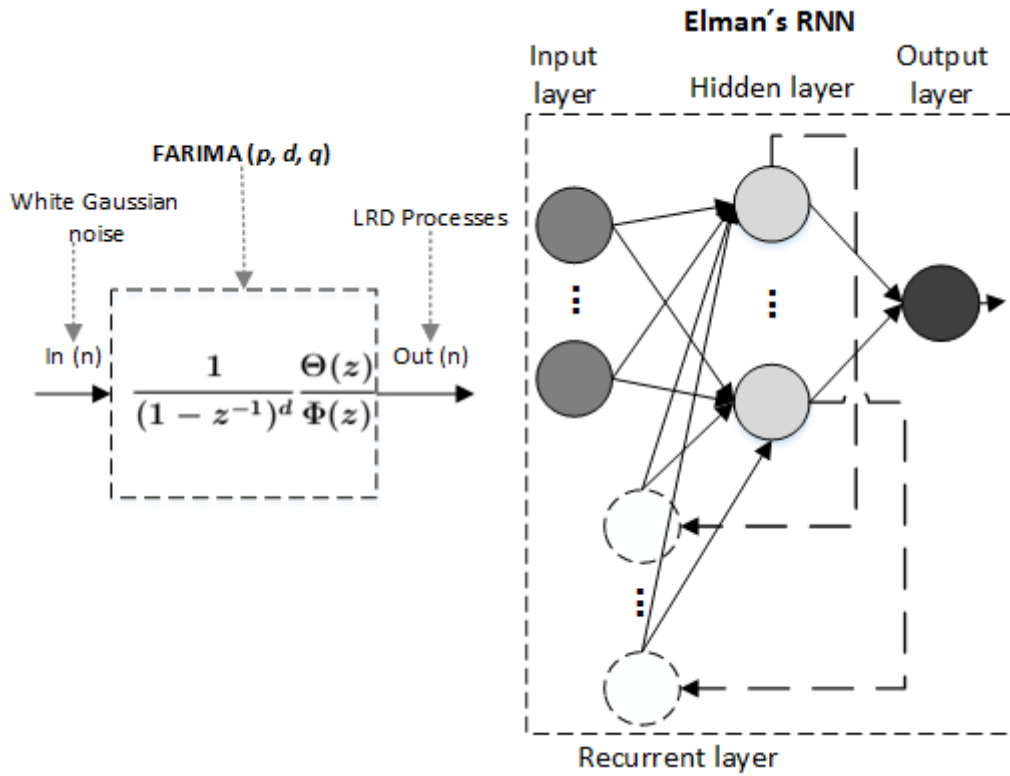 Elman´s RNN
Input
layer
Hidden layer
Output
layer
FARIMA (p, d, q)
White Gaussian
noise
LRD Processes
In (n)
Out (n)
1
(1 − z⁻¹)ᵈ
Θ(z)
Φ(z)
Recurrent layer